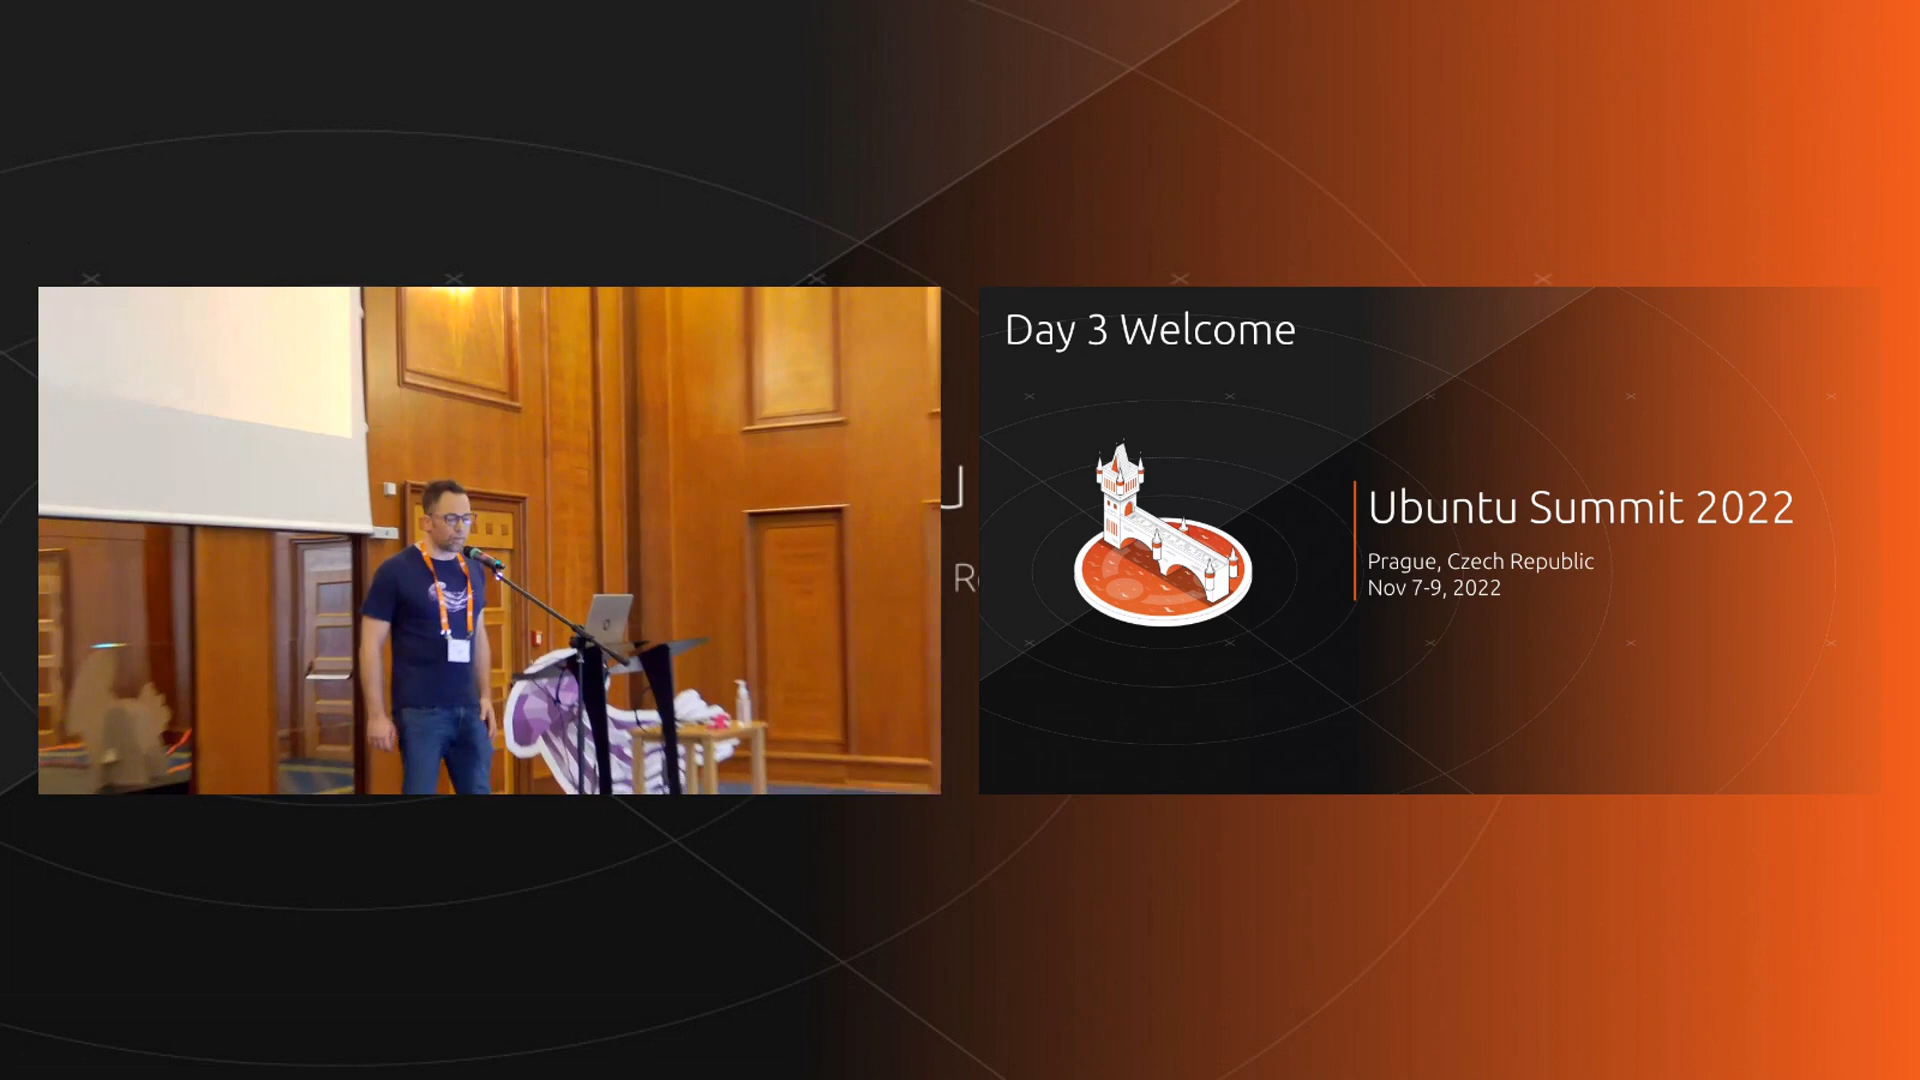 Day 3 Welcome
Ubuntu Summit 2022
Prague, Czech Republic
Nov 7-9, 2022